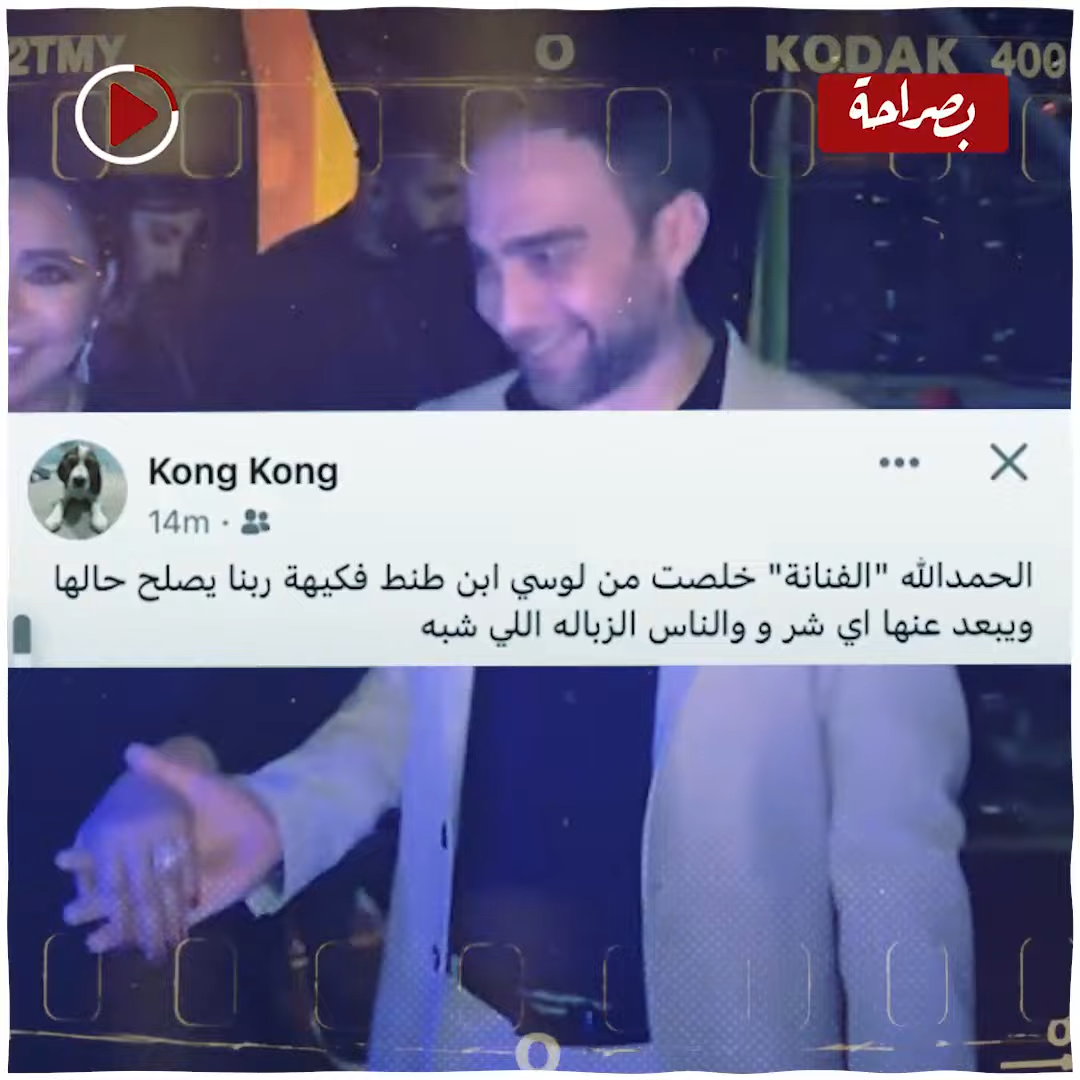 2TMY
KODAK 400
بصراحة
Kong Kong
14m
الحمدالله "الفنانة" خلصت من لوسي ابن طنط فكيهة ربنا يصلح حالها
ويبعد عنها اي شر و والناس الزباله اللي شبه